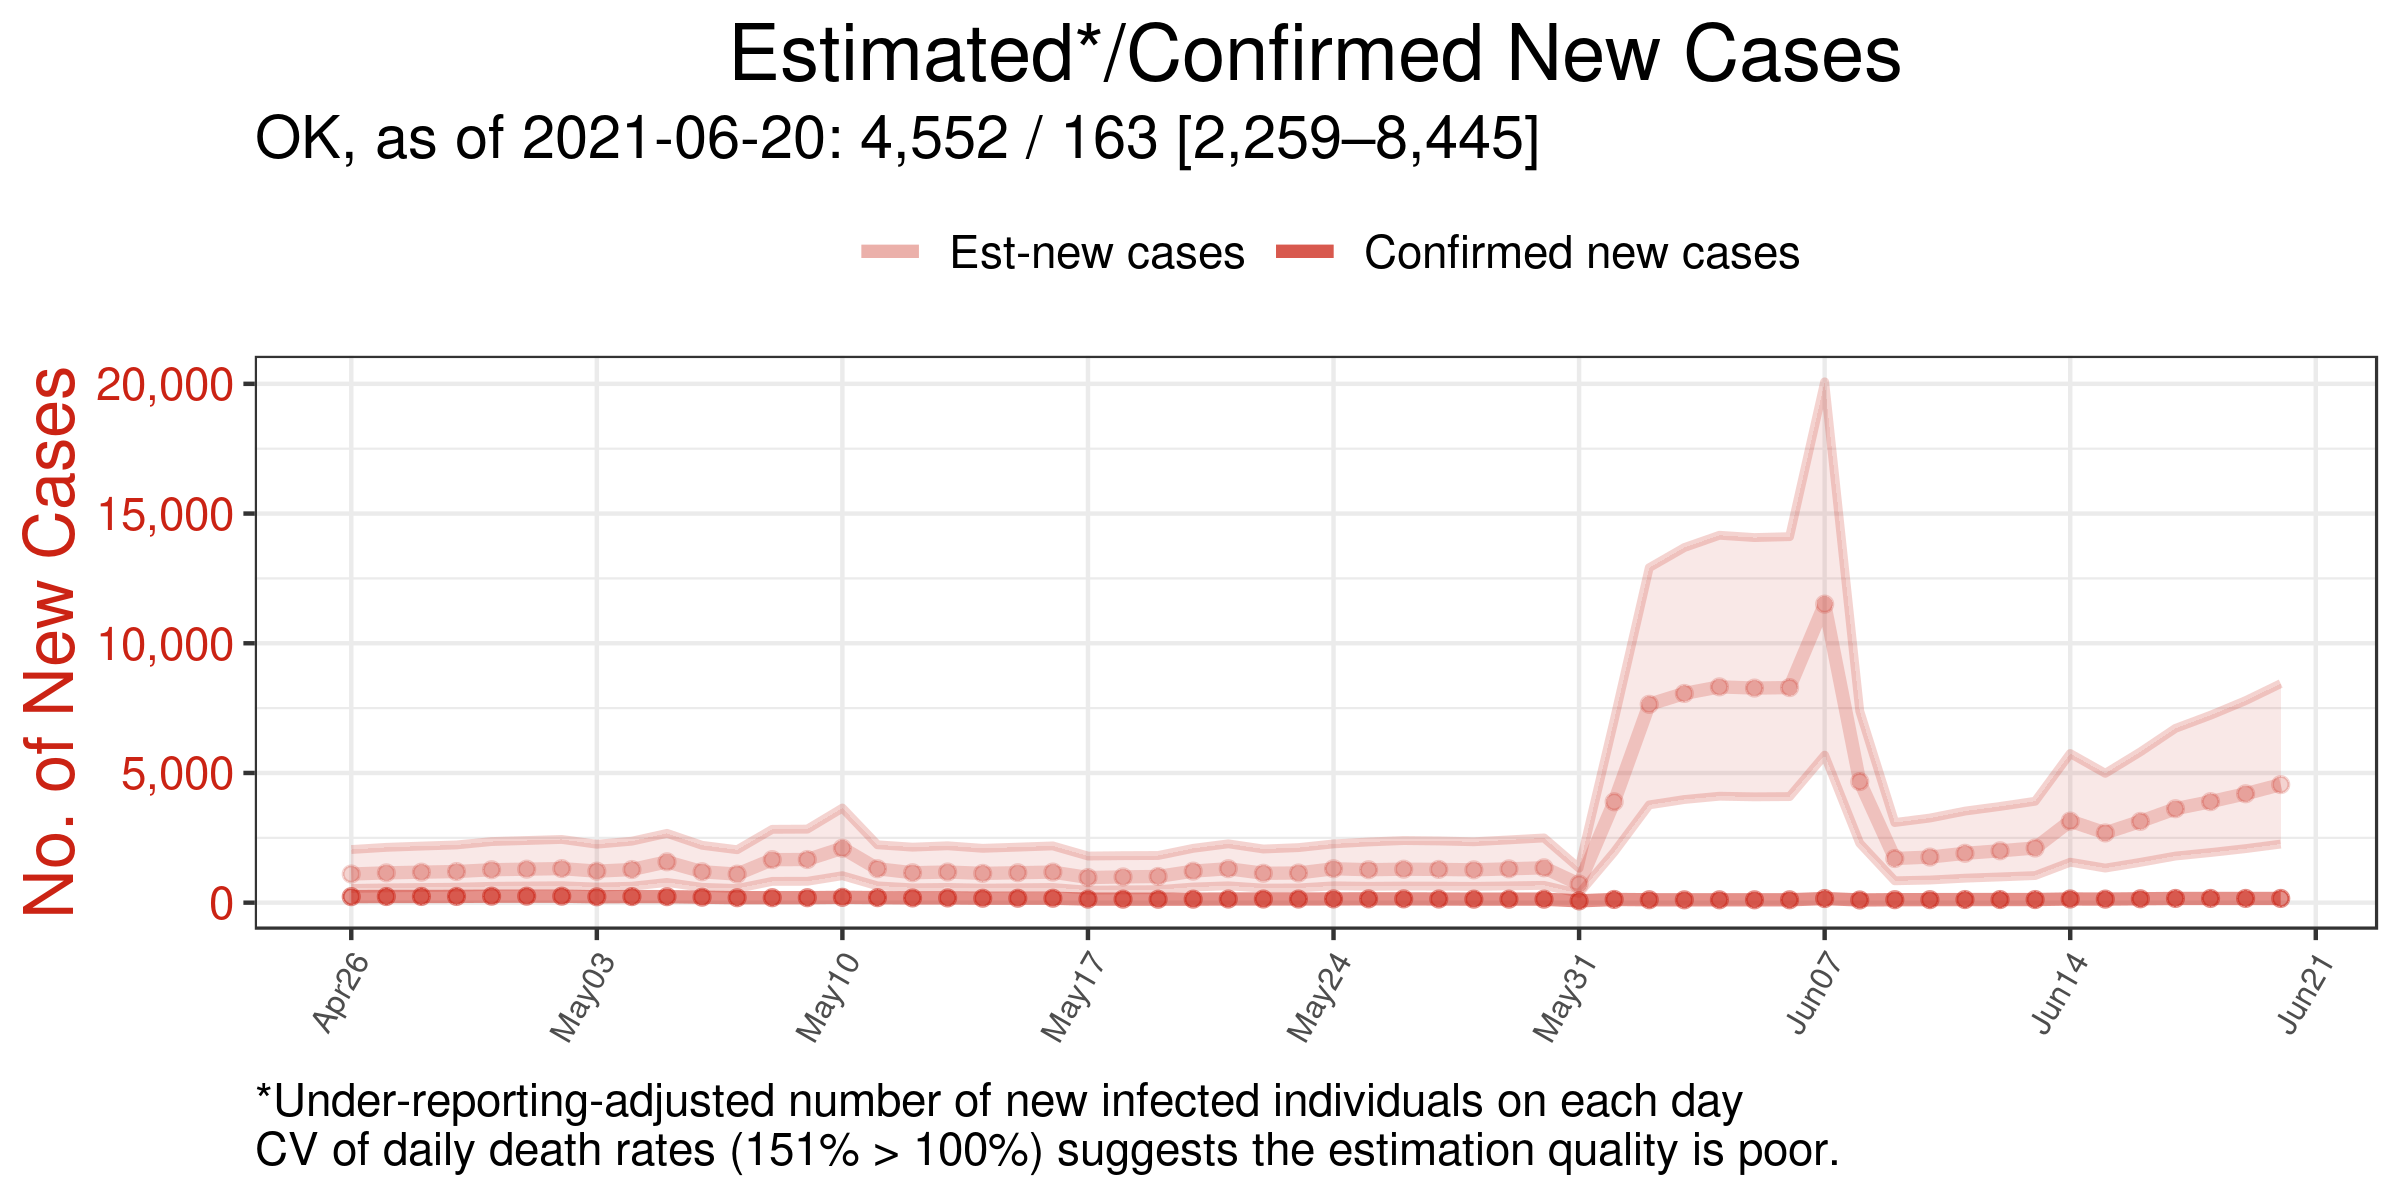 Estimated*/Confirmed New Cases
OK, as of 2021-06-20: 4,552 / 163 [2,259–8,445]
Est-new cases
Confirmed new cases
No. of New Cases
20,000
15,000
10,000
5,000
0
Apr26
May03
May10
May17
May24
May31
Jun07
Jun14
Jun21
*Under-reporting-adjusted number of new infected individuals on each day
CV of daily death rates (151% > 100%) suggests the estimation quality is poor.